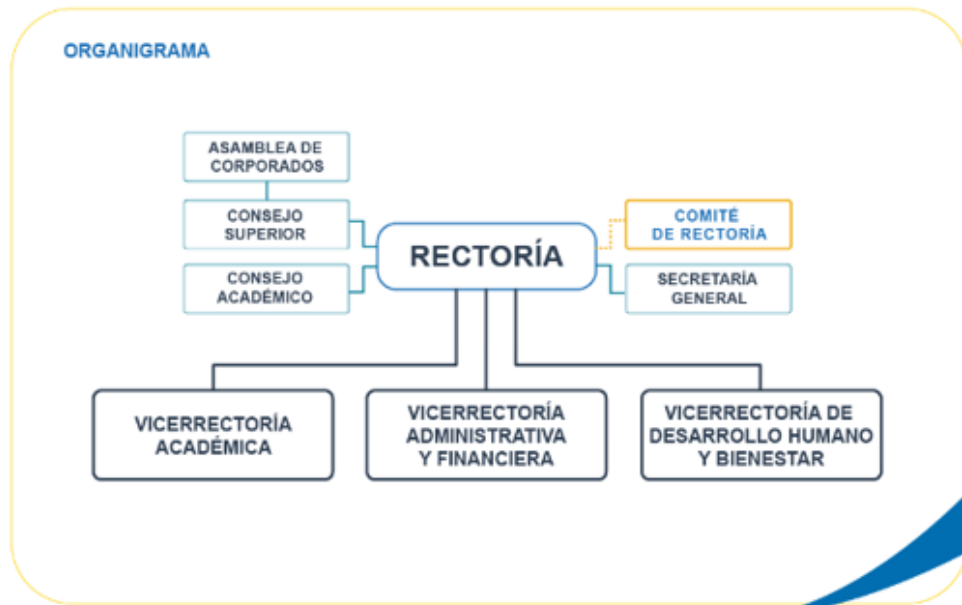 ORGANIGRAMA
ASAMBLEA DE
CORPORADOS
CONSEJO
SUPERIOR
CONSEJO
ACADÉMICO
RECTORÍA
COMITÉ
DE RECTORÍA
SECRETARÍA
GENERAL
VICERRECTORÍA
ACADÉMICA
VICERRECTORÍA
ADMINISTRATIVA
Y FINANCIERA
VICERRECTORÍA DE
DESARROLLO HUMANO
Y BIENESTAR